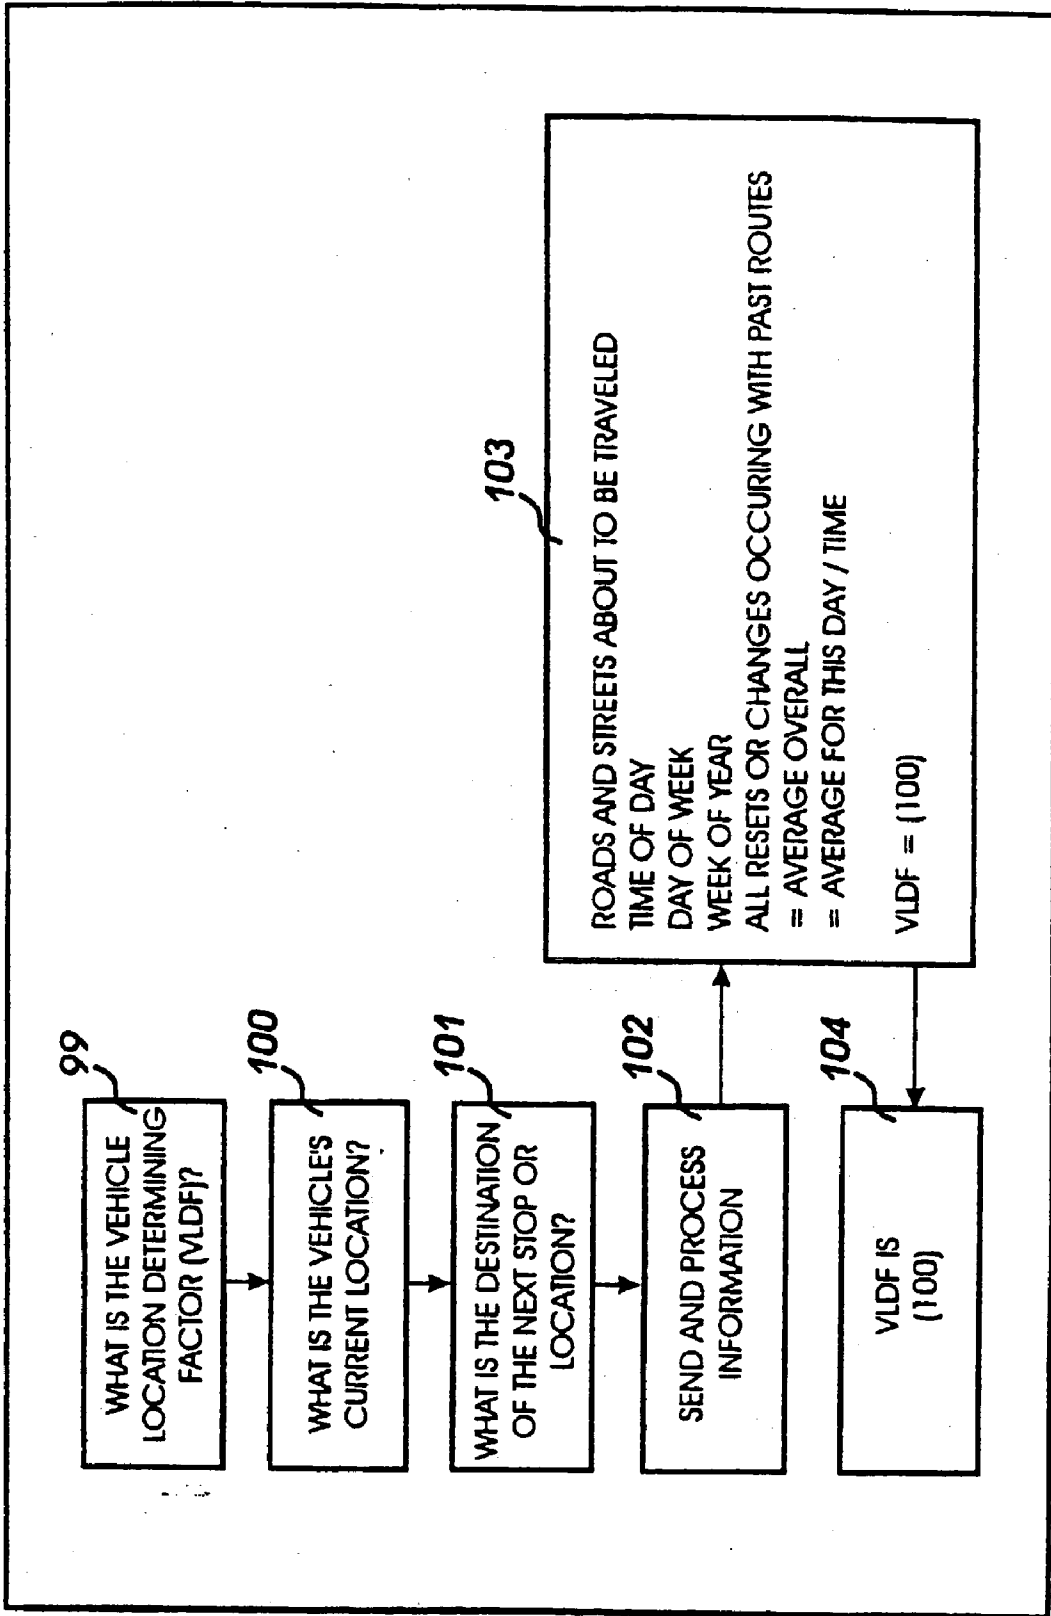 99
WHAT IS THE VEHICLE
LOCATION DETERMINING
FACTOR (VLDF)?
100
WHAT IS THE VEHICLE'S
CURRENT LOCATION?
101
WHAT IS THE DESTINATION
OF THE NEXT STOP OR
LOCATION?
102
SEND AND PROCESS
INFORMATION
103
ROADS AND STREETS ABOUT TO BE TRAVELED
TIME OF DAY
DAY OF WEEK
WEEK OF YEAR
ALL RESETS OR CHANGES OCCURING WITH PAST ROUTES
= AVERAGE OVERALL
= AVERAGE FOR THIS DAY / TIME
VLDF = (100)
104
VLDF IS
(100)